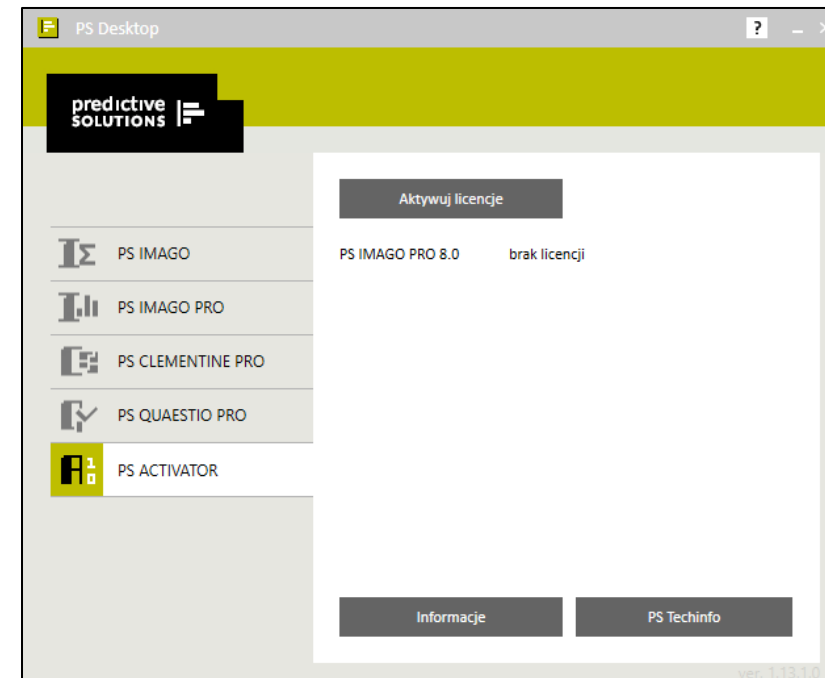 PS Desktop
?
predictive
SOLUTIONS
Aktywuj licencje
PS IMAGO
PS IMAGO PRO 8.0 brak licencji
PS IMAGO PRO
PS CLEMENTINE PRO
PS QUAESTIO PRO
PS ACTIVATOR
Informacje
PS Techinfo
ver. 1.13.1.0